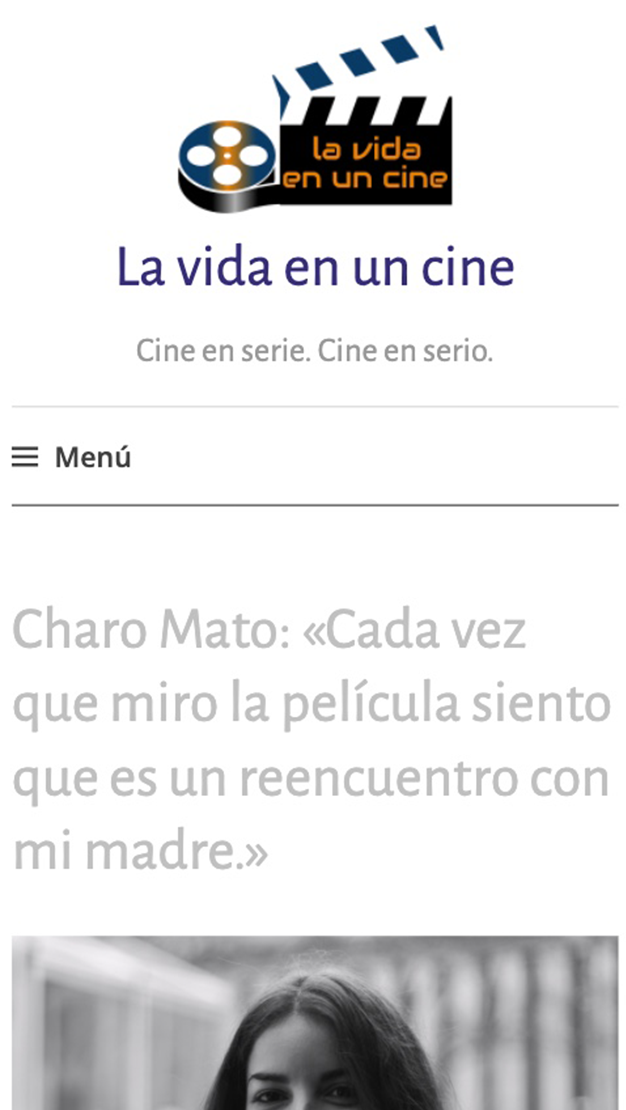 la vida
en un cine
La vida en un cine
Cine en serie. Cine en serio.
Menú
Charo Mato: «Cada vez
que miro la película siento
que es un reencuentro con
mi madre.»